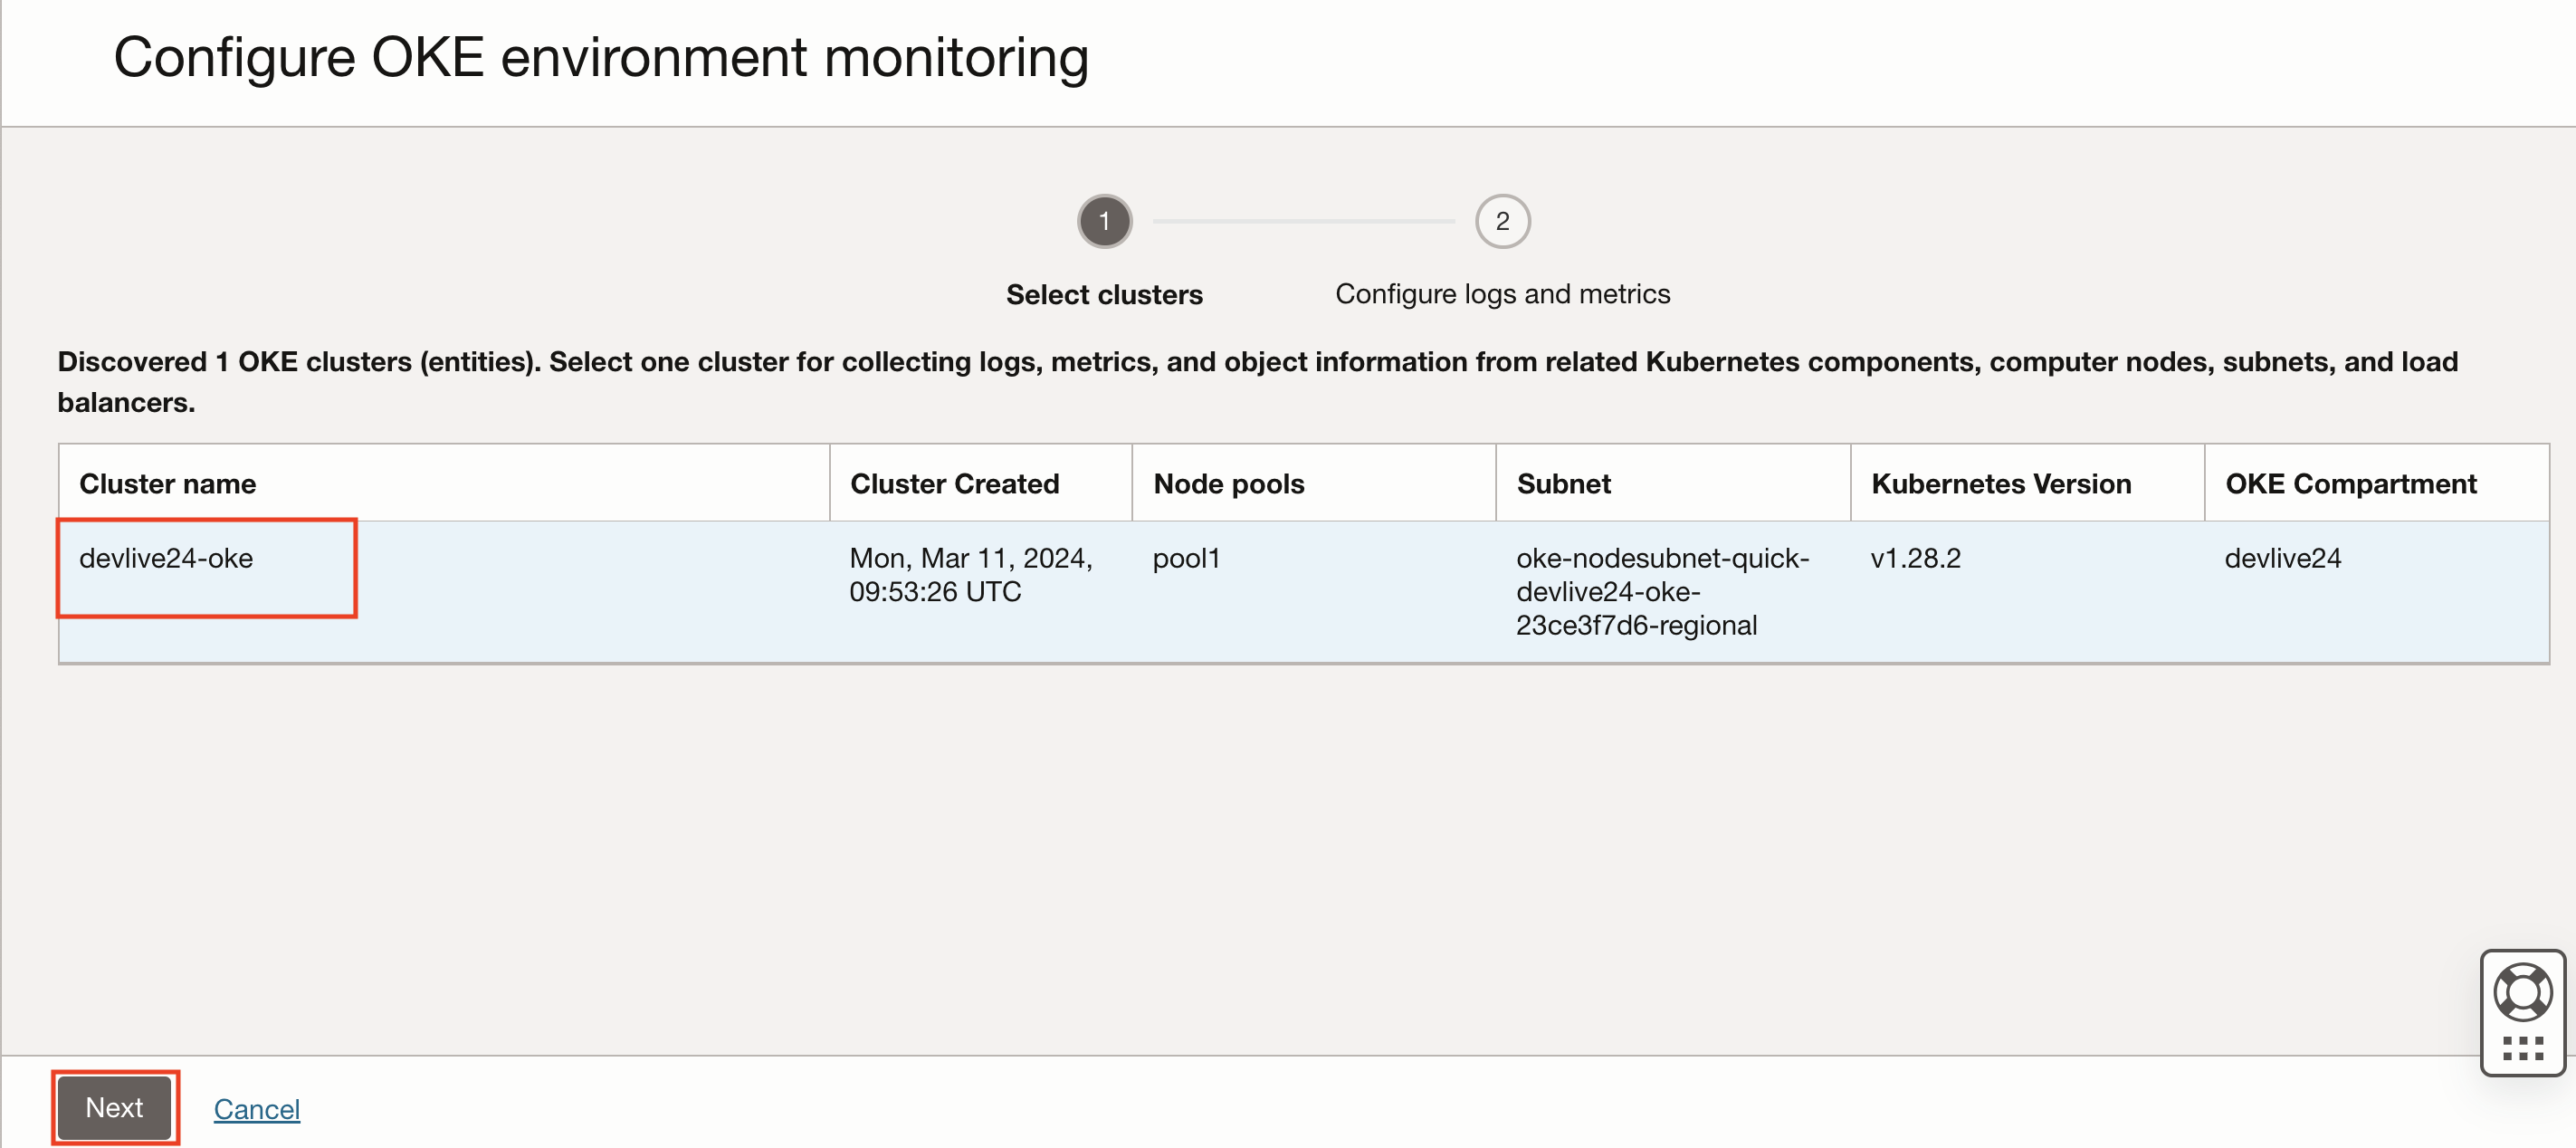 Configure OKE environment monitoring
1
2
Select clusters
Configure logs and metrics
Discovered 1 OKE clusters (entities). Select one cluster for collecting logs, metrics, and object information from related Kubernetes components, computer nodes, subnets, and load
balancers.
Cluster name Cluster Created Node pools Subnet Kubernetes Version OKE Compartment
devlive24-oke Mon, Mar 11, 2024, pool1 oke-nodesubnet-quick- v1.28.2 devlive24
09:53:26 UTC devlive24-oke-
23ce3f7d6-regional
Next Cancel